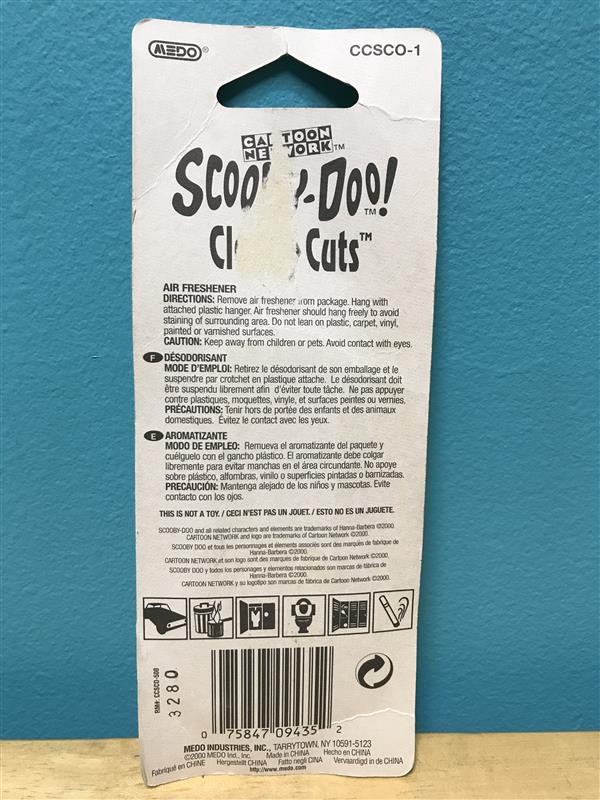 MEDO® CCSCO-1
CARTOON
NETWORK™
SCOOBY-DOO!™
Cuts™
AIR FRESHENER
DIRECTIONS: Remove air freshener from package. Hang with
attached plastic hanger. Air freshener should hang freely to avoid
staining of surrounding area. Do not lean on plastic, carpet, vinyl,
painted or varnished surfaces.
CAUTION: Keep away from children or pets. Avoid contact with eyes.
F DÉSODORISANT
MODE D'EMPLOI: Retirez le désodorisant de son emballage et le
suspendre par crotchet en plastique attache. Le désodorisant doit
être suspendu librement afin d'éviter toute tâche. Ne pas appuyer
contre plastiques, moquettes, vinyle, et surfaces peintes ou vernies.
PRÉCAUTIONS: Tenir hors de portée des enfants et des animaux
domestiques. Évitez le contact avec les yeux.
E AROMATIZANTE
MODO DE EMPLEO: Remueva el aromatizante del paquete y
cuélguelo con el gancho plástico. El aromatizante debe colgar
libremente para evitar manchas en el área circundante. No apoye
sobre plástico, alfombras, vinilo o superficies pintadas o barnizadas.
PRECAUCIÓN: Mantenga alejado de los niños y mascotas. Evite
contacto con los ojos.
THIS IS NOT A TOY. / CECI N'EST PAS UN JOUET. / ESTO NO ES UN JUGUETE.
SCOOBY-DOO and all related characters and elements are trademarks of Hanna-Barbera ©2000.
CARTOON NETWORK and logo are trademarks of Cartoon Network ©2000.
SCOOBY DOO et tous les personnages et élements associés sont des marques de fabrique de
Hanna-Barbera ©2000.
CARTOON NETWORK et son logo sont des marques de fabrique de Cartoon Network ©2000.
SCOOBY DOO y todos los personajes y elementos relacionados son marcas de fábrica de
Hanna-Barbera ©2000.
CARTOON NETWORK y su logotipo son marcas de fábrica de Cartoon Network ©2000.
RM#: CCSCO-500
3280
0 75847 09435 2
MEDO INDUSTRIES, INC., TARRYTOWN, NY 10591-5123
©2000 MEDO Ind., Inc. Made in CHINA Hecho en CHINA
Fabriqué en CHINE Hergestellt CHINA Fatto negli CINA Vervaardigd in de CHINA
http://www.medo.com